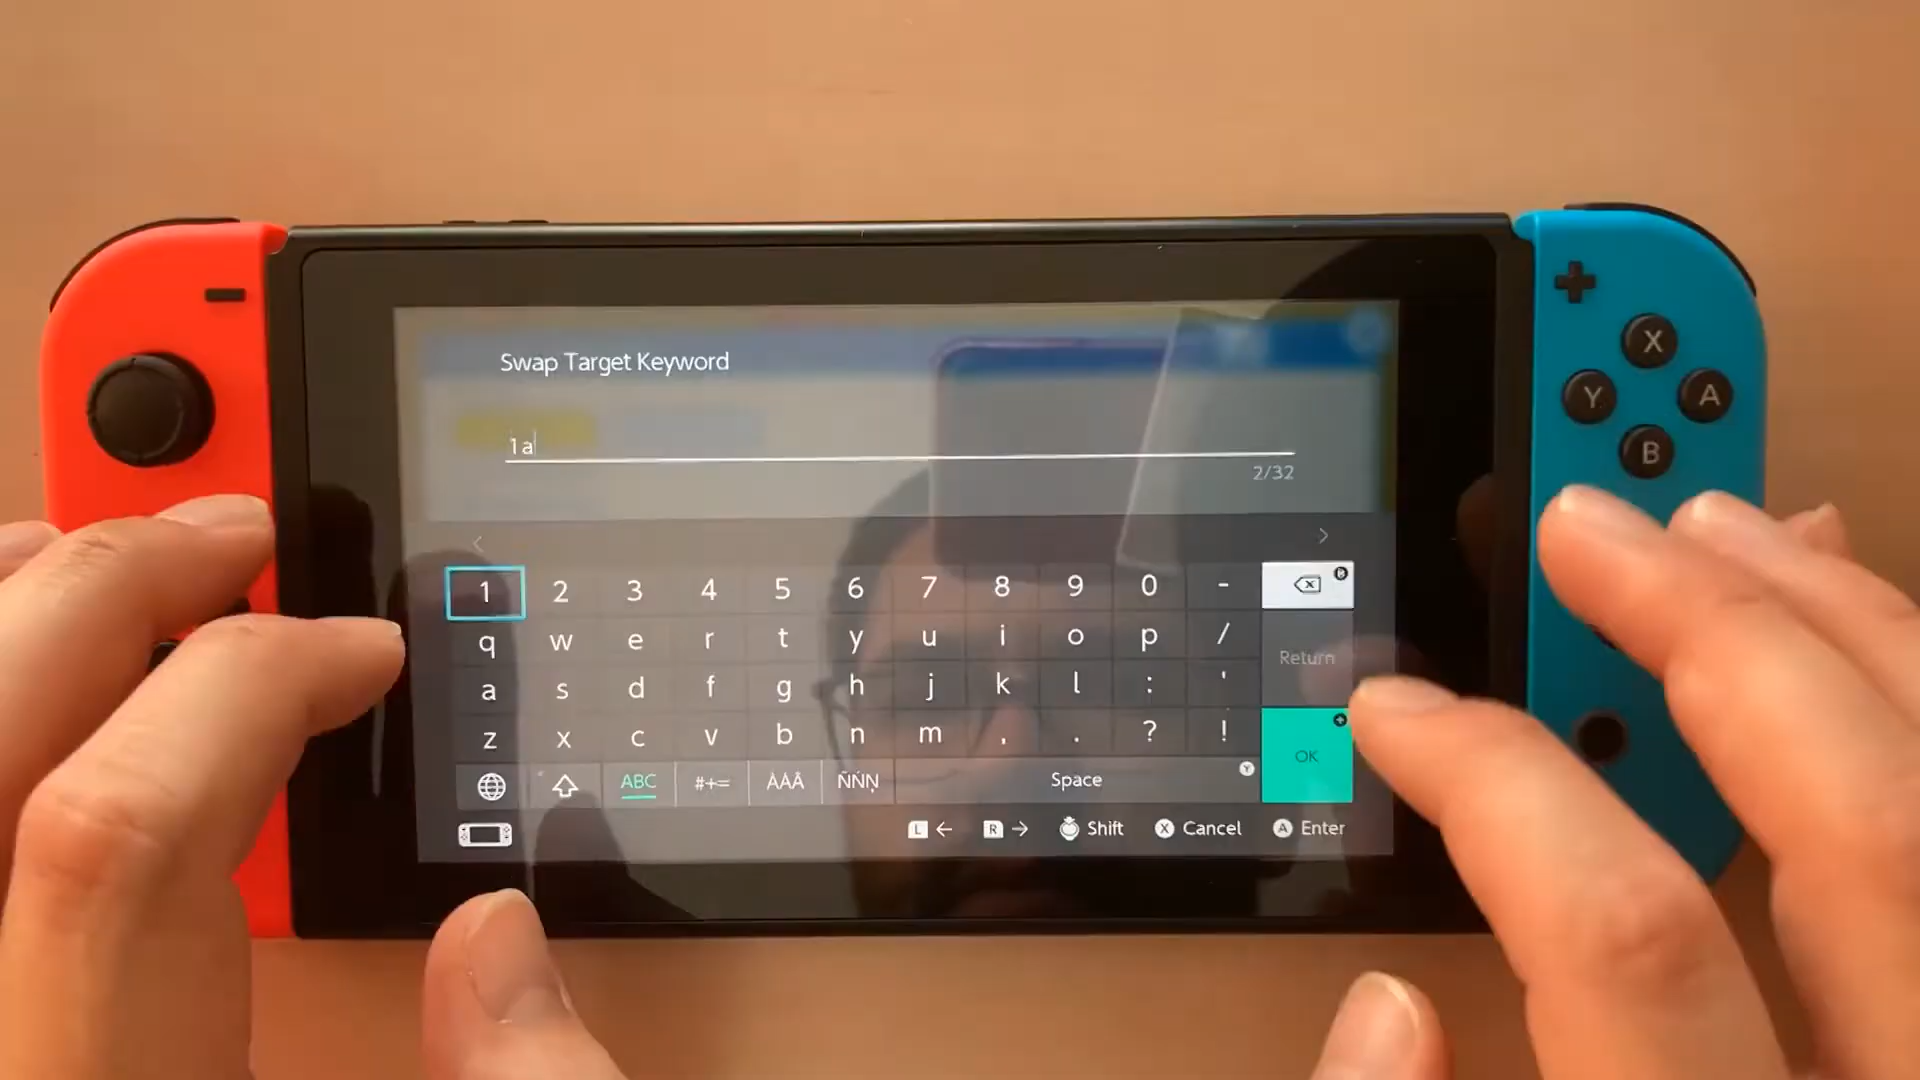 Swap Target Keyword
1a
2/32
< >
1 2 3 4 5 6 7 8 9 0 -
q w e r t y u i o p / Return
a s d f g h j k l : '
z x c v b n m , . ? ! OK
ABC #+= ÀÁÂ ÑŃŅ Space Y
L ← R → Shift X Cancel A Enter
X
Y A
B